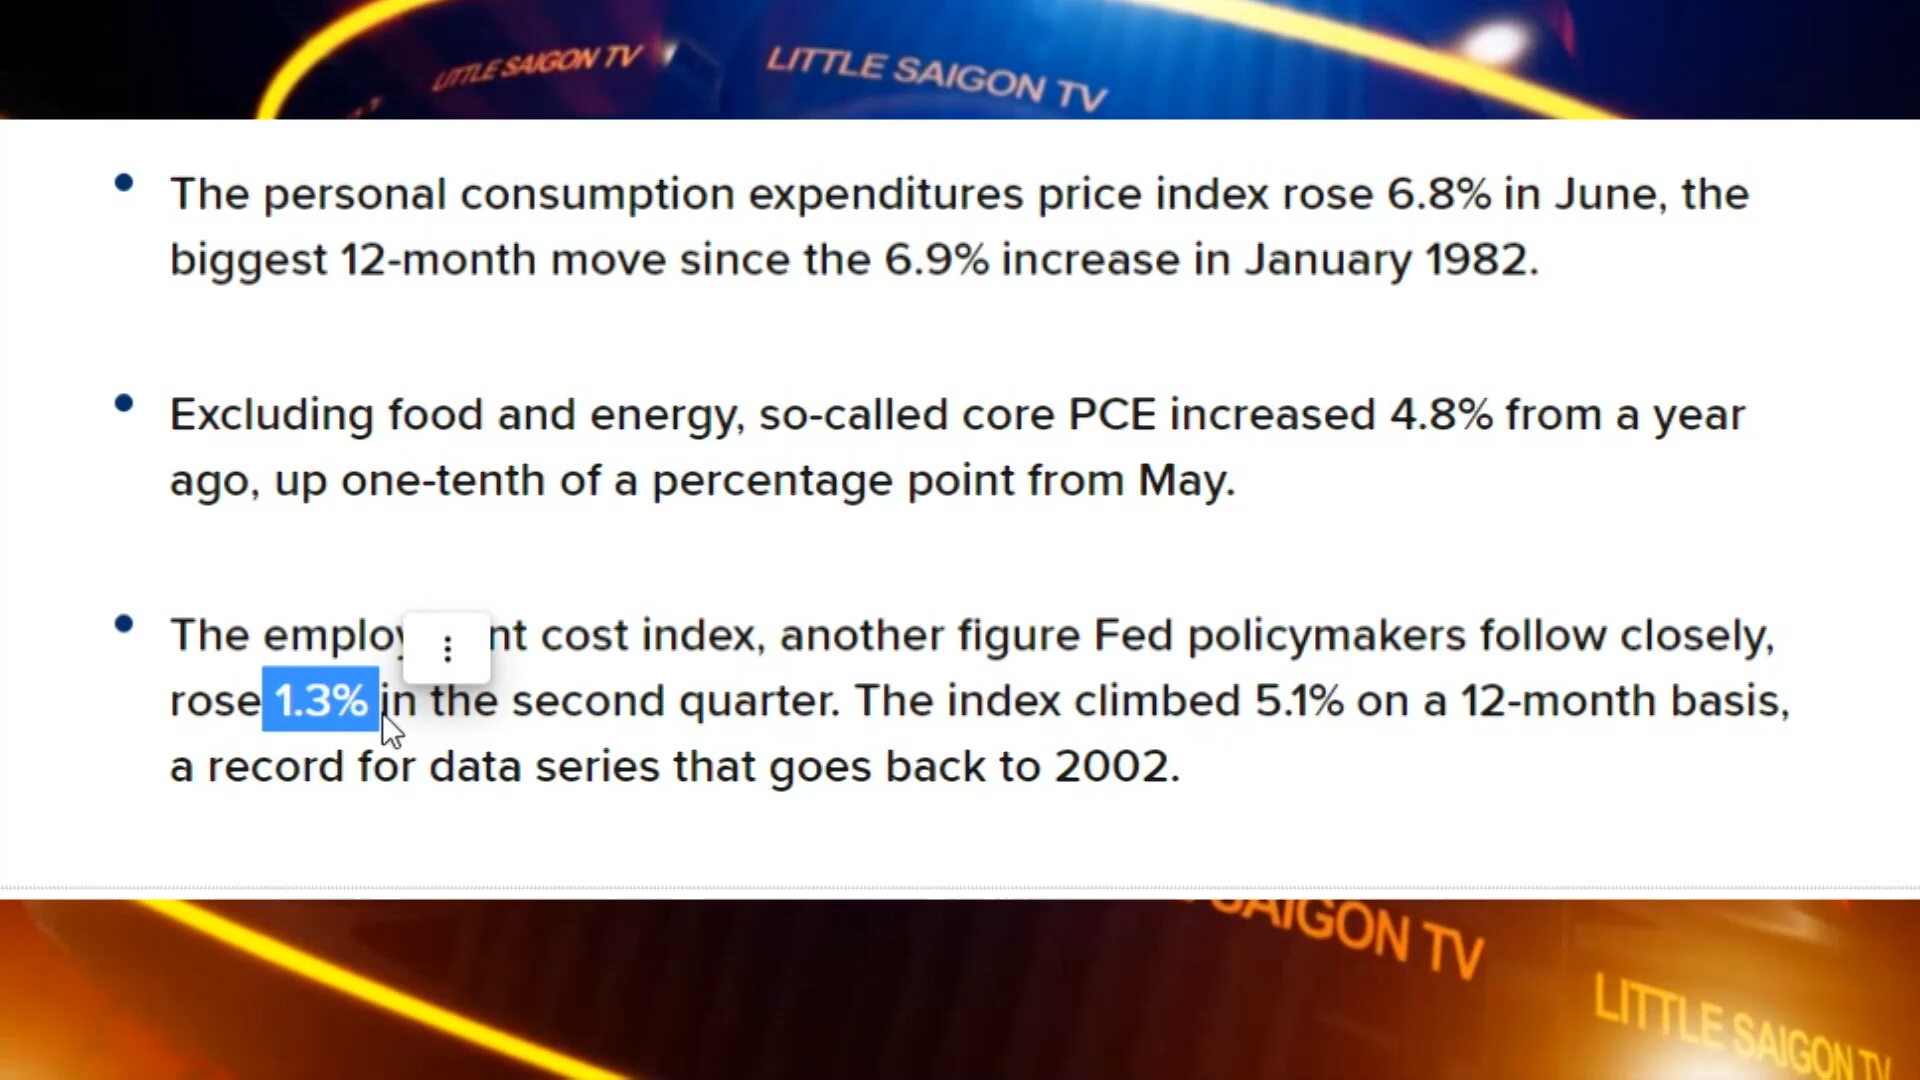 LITTLE SAIGON TV
LITTLE SAIGON TV
• The personal consumption expenditures price index rose 6.8% in June, the
biggest 12-month move since the 6.9% increase in January 1982.
• Excluding food and energy, so-called core PCE increased 4.8% from a year
ago, up one-tenth of a percentage point from May.
• The employ nt cost index, another figure Fed policymakers follow closely,
rose 1.3% in the second quarter. The index climbed 5.1% on a 12-month basis,
a record for data series that goes back to 2002.
SAIGON TV
LITTLE SAIGON TV